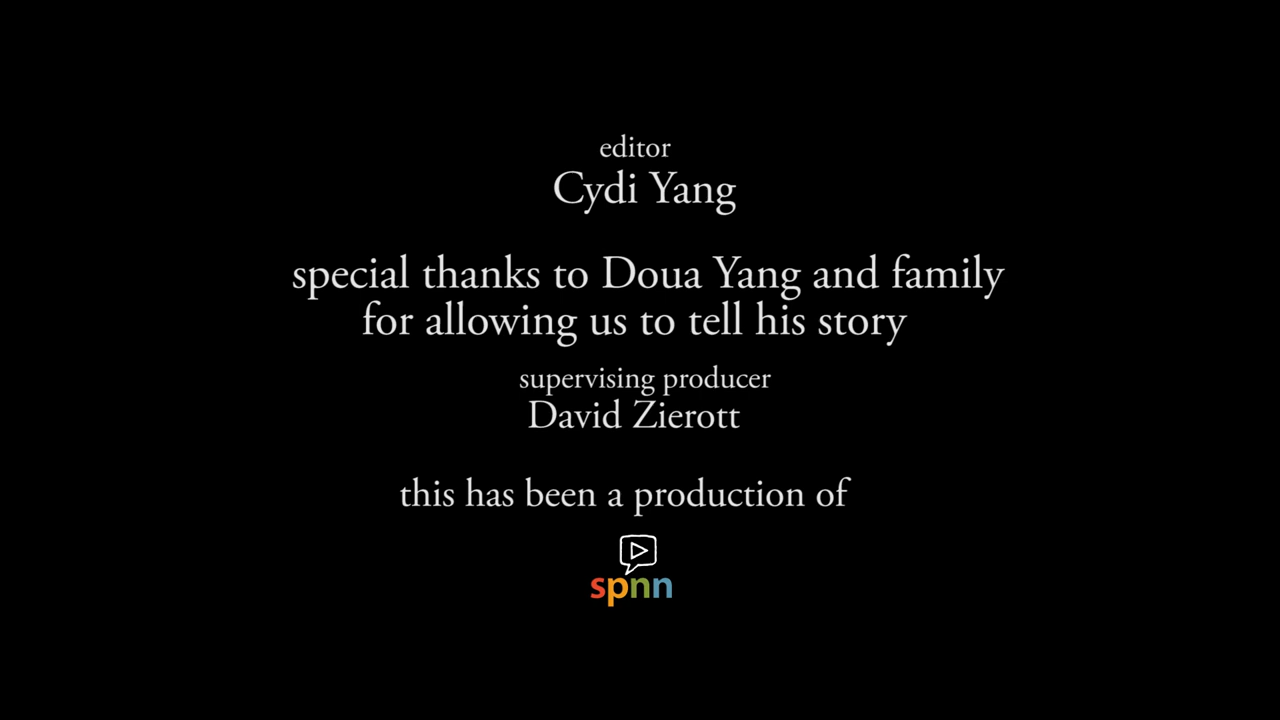 editor
Cydi Yang
special thanks to Doua Yang and family
for allowing us to tell his story
supervising producer
David Zierott
this has been a production of
spnn